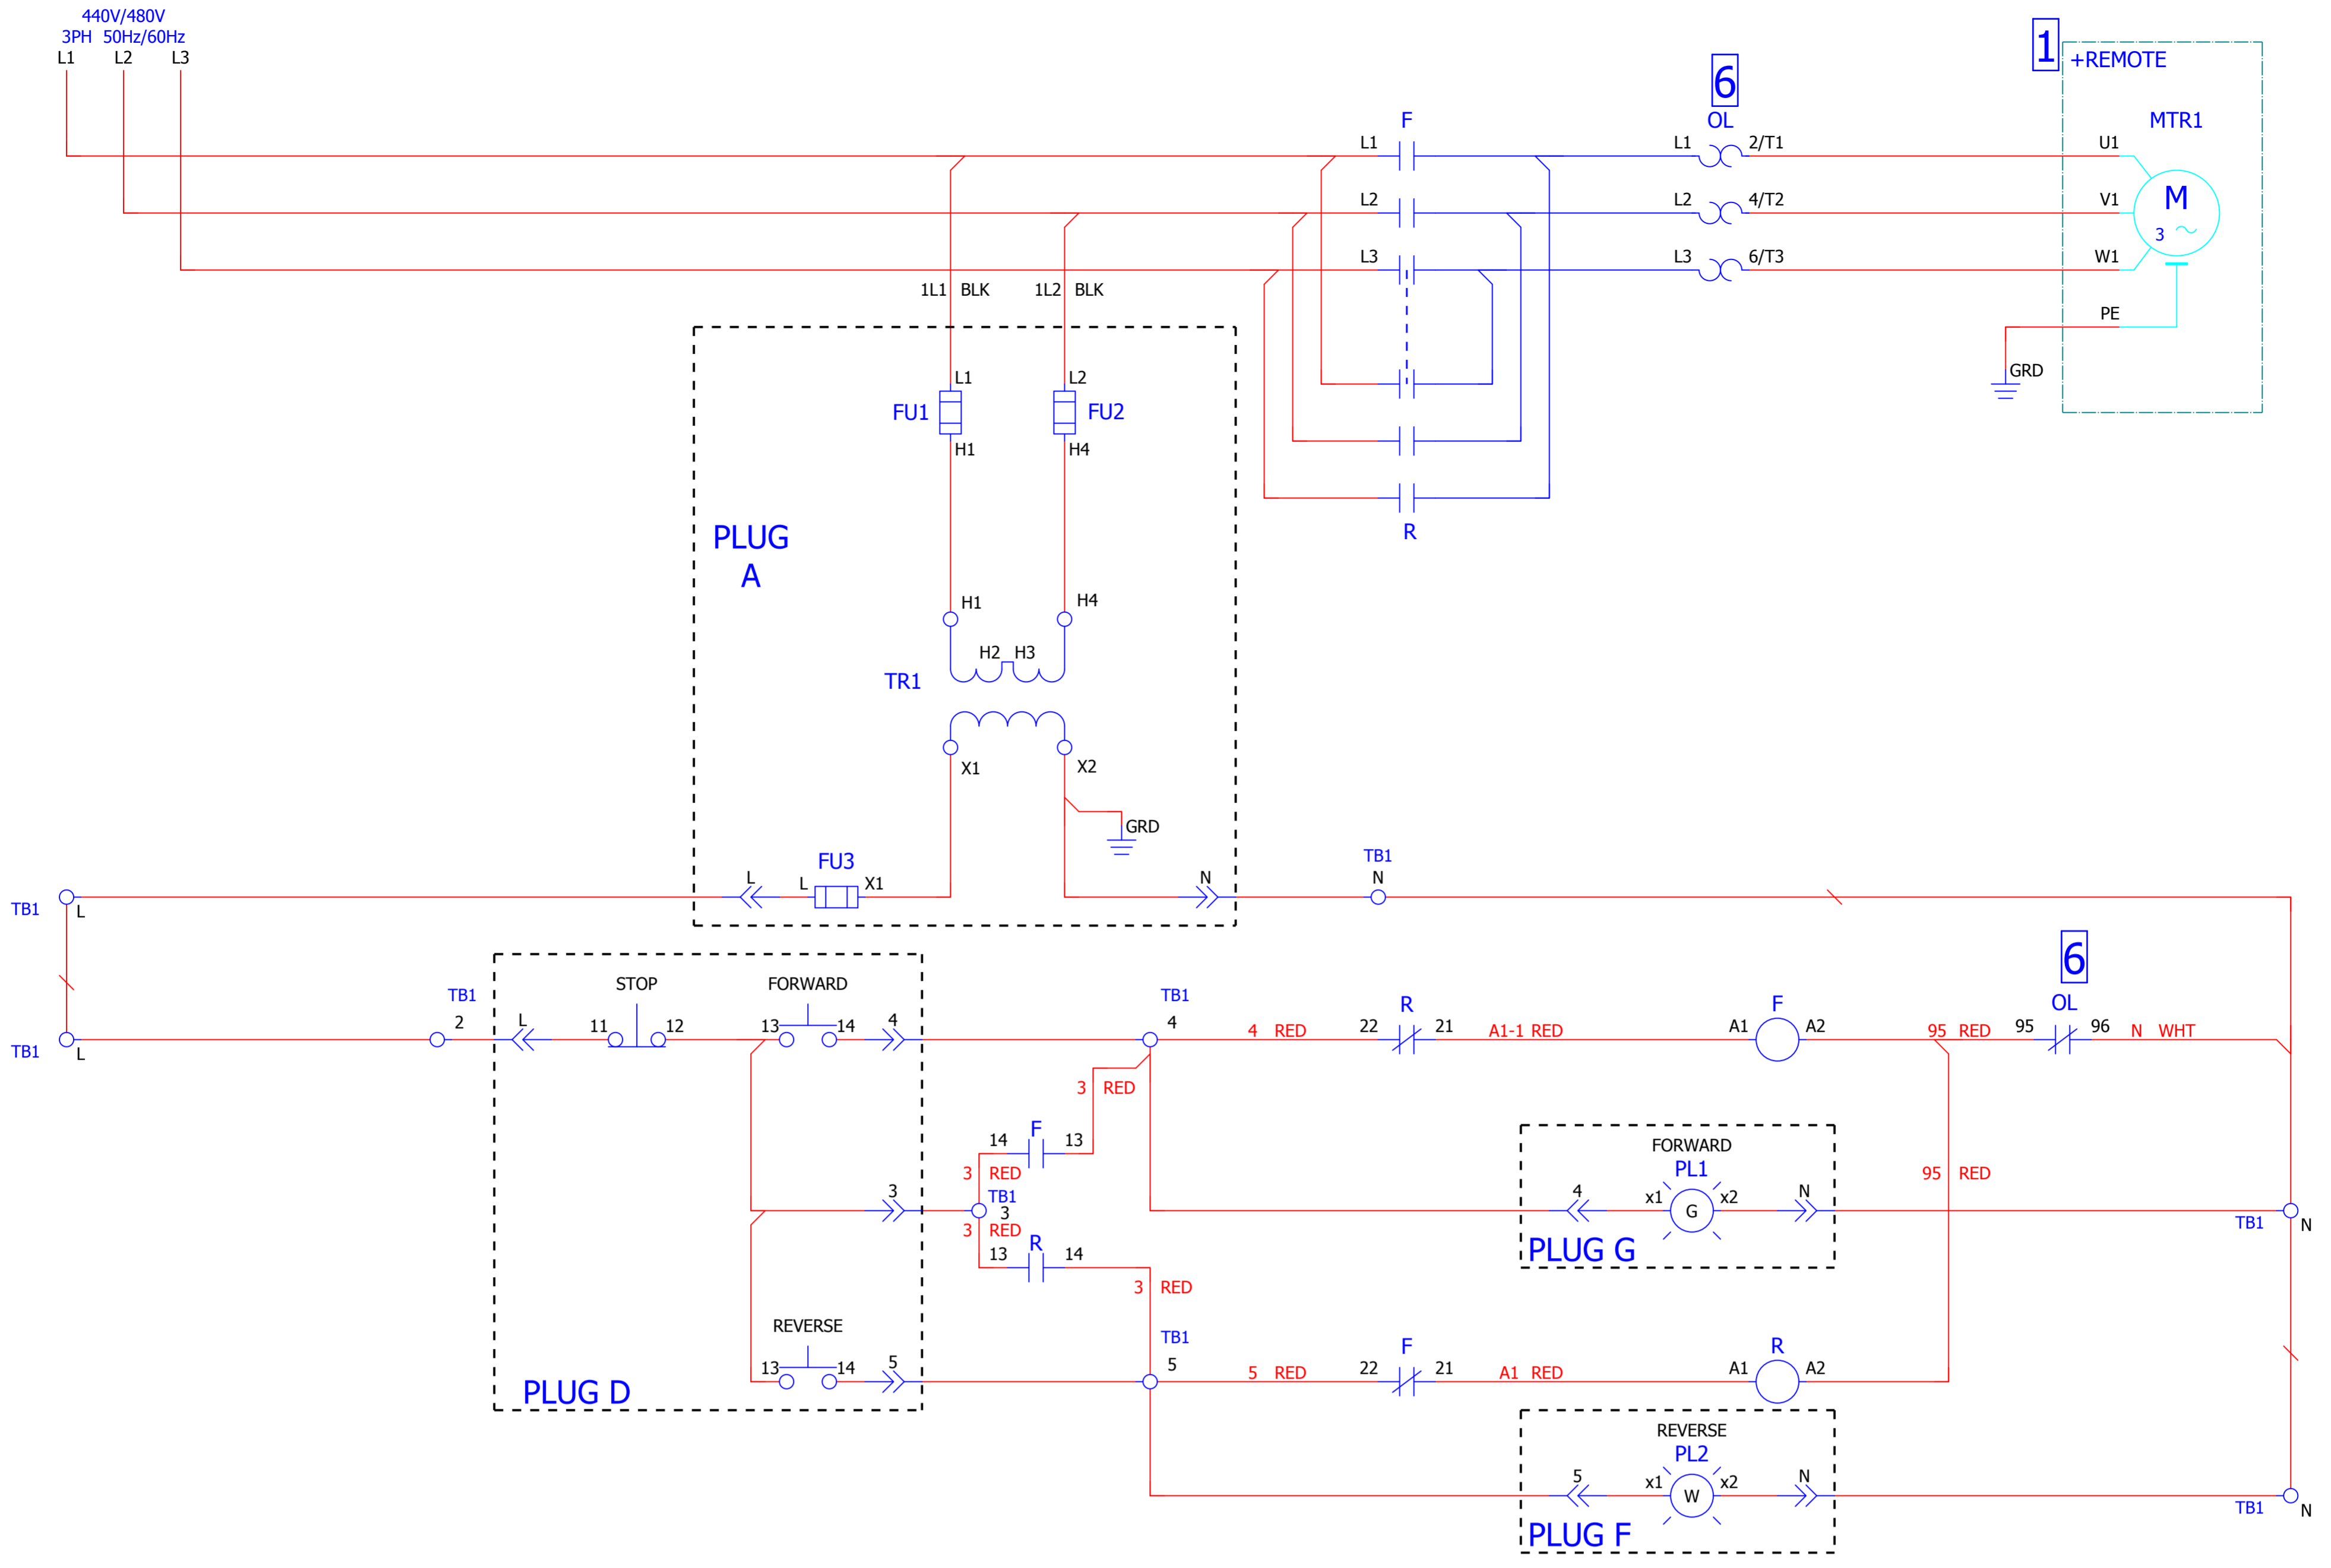 440V/480V
3PH 50Hz/60Hz
L1 L2 L3
1
+REMOTE
6
F OL MTR1
L1 L1 2/T1 U1
L2 L2 4/T2 V1
M
3
L3 L3 6/T3 W1
1L1 BLK 1L2 BLK
PE
GRD
L1 L2
FU1 FU2
H1 H4
R
PLUG
A
H1 H4
H2 H3
TR1
X1 X2
GRD
FU3
TB1
L L X1 N N
TB1 L
6
STOP FORWARD
TB1 TB1 R F OL
2 L 11 12 13 14 4 4
4 RED 22 21 A1-1 RED A1 A2 95 RED 95 96 N WHT
TB1 L
3 RED
F
14 13
FORWARD
PL1
3 RED
95 RED
3 TB1
3
4 x1 x2 N
G
3 RED
TB1 N
R
13 14
PLUG G
3 RED
REVERSE
TB1 F R
13 14 5 5
5 RED 22 21 A1 RED A1 A2
PLUG D
REVERSE
PL2
5 x1 x2 N
W
TB1 N
PLUG F